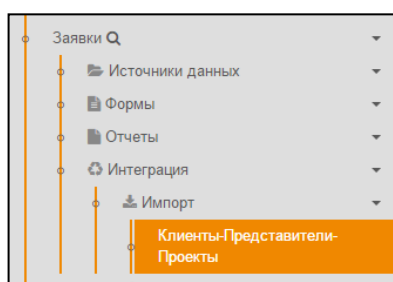 Заявки
Источники данных
Формы
Отчеты
Интеграция
Импорт
Клиенты-Представители-
Проекты